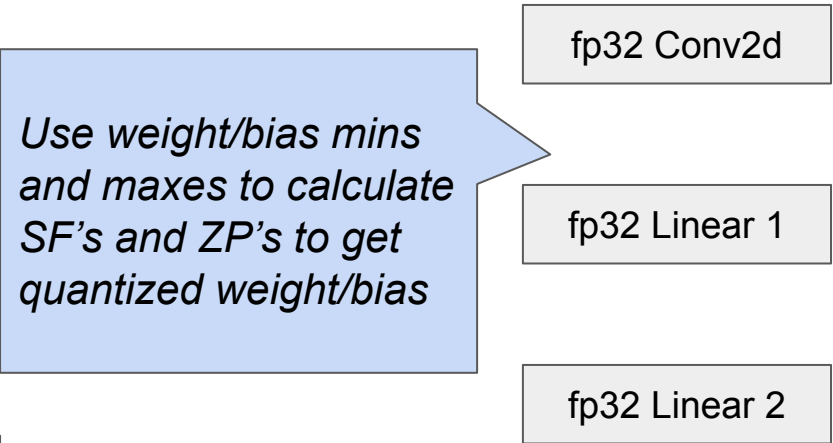 fp32 Conv2d
Use weight/bias mins
and maxes to calculate
SF's and ZP's to get
quantized weight/bias
fp32 Linear 1
fp32 Linear 2